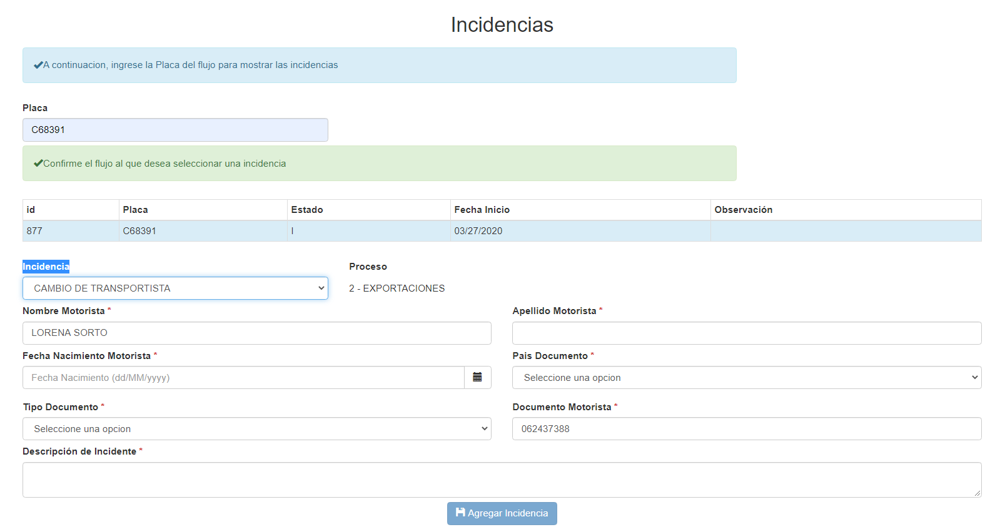 Incidencias
A continuacion, ingrese la Placa del flujo para mostrar las incidencias
Placa
C68391
Confirme el flujo al que desea seleccionar una incidencia
id Placa Estado Fecha Inicio Observación
877 C68391 I 03/27/2020
Incidencia Proceso
CAMBIO DE TRANSPORTISTA 2 - EXPORTACIONES
Nombre Motorista * Apellido Motorista *
LORENA SORTO
Fecha Nacimiento Motorista * Pais Documento *
Fecha Nacimiento (dd/MM/yyyy) Seleccione una opcion
Tipo Documento * Documento Motorista *
Seleccione una opcion 062437388
Descripción de Incidente *
Agregar Incidencia